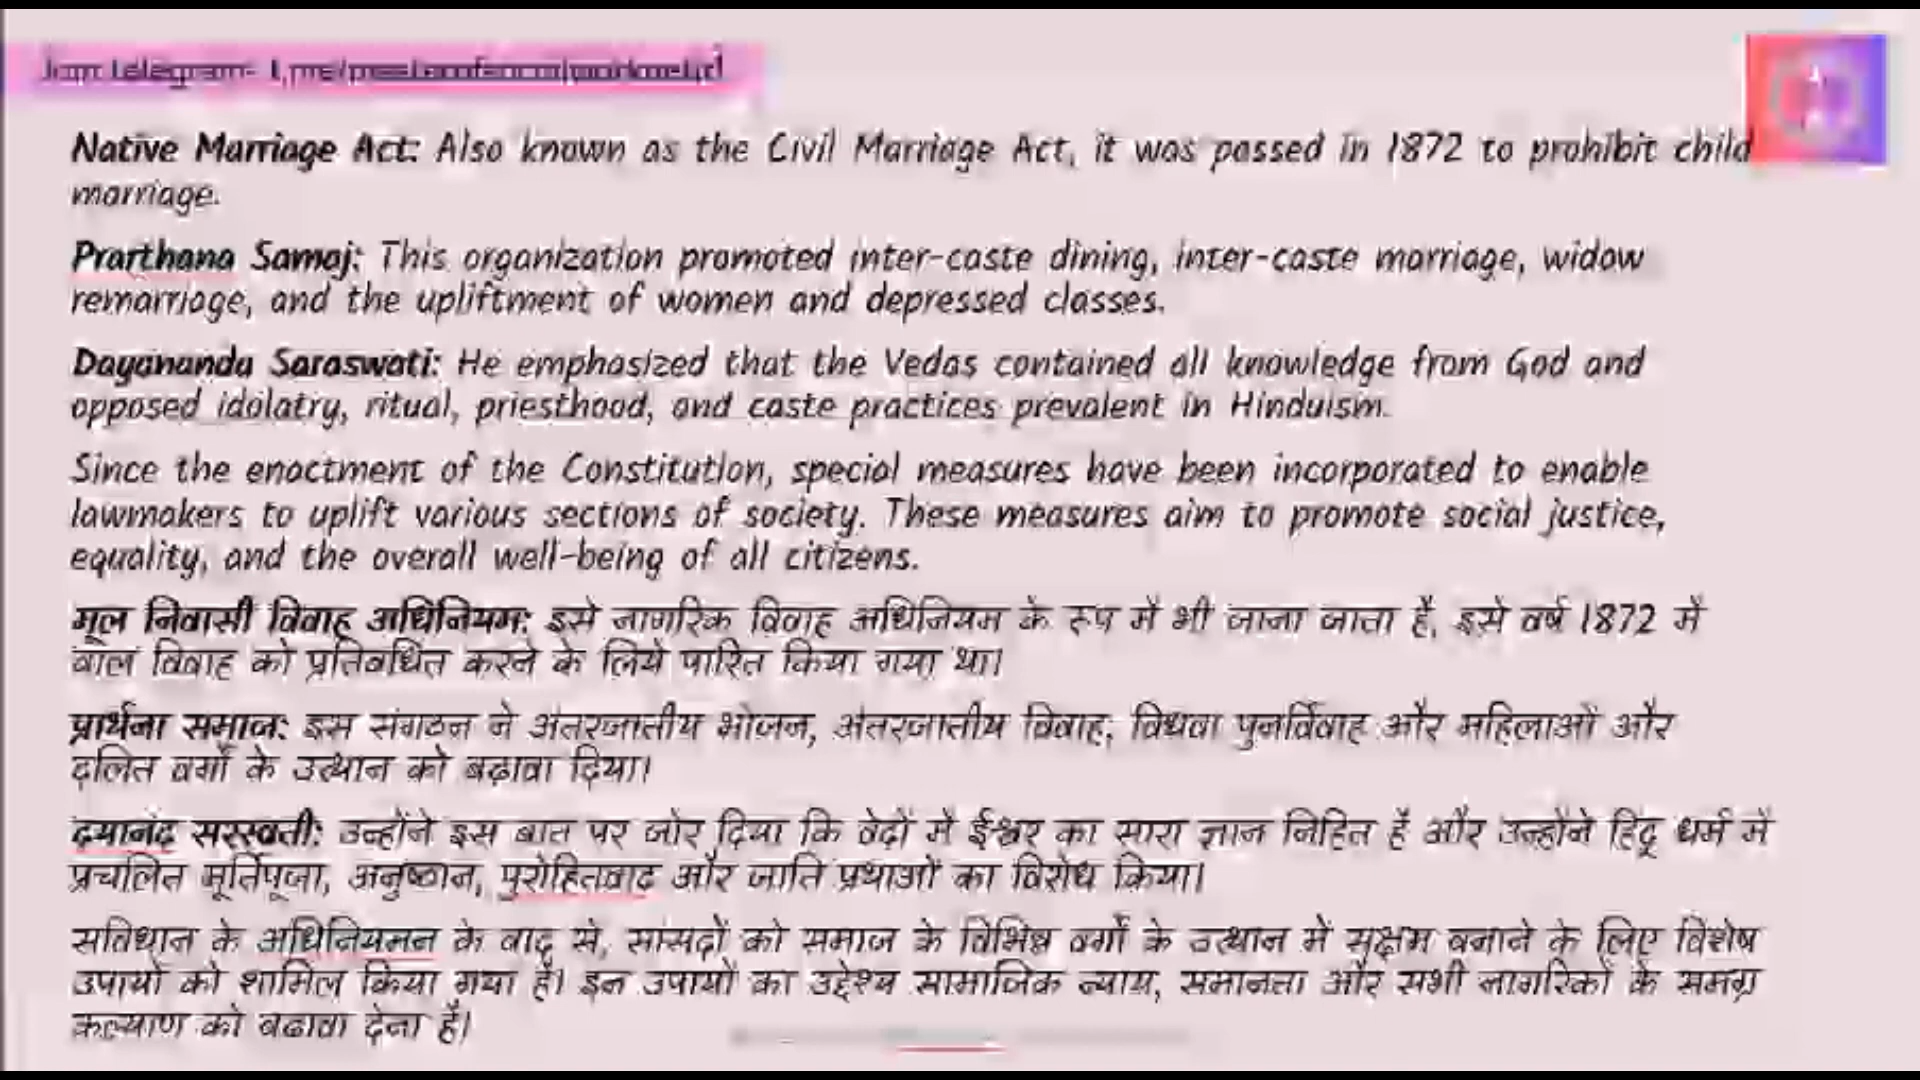 Join telegram- t.me/
Native Marriage Act: Also known as the Civil Marriage Act, it was passed in 1872 to prohibit child
marriage.
Prarthana Samaj: This organization promoted inter-caste dining, inter-caste marriage, widow
remarriage, and the upliftment of women and depressed classes.
Dayananda Saraswati: He emphasized that the Vedas contained all knowledge from God and
opposed idolatry, ritual, priesthood, and caste practices prevalent in Hinduism.
Since the enactment of the Constitution, special measures have been incorporated to enable
lawmakers to uplift various sections of society. These measures aim to promote social justice,
equality, and the overall well-being of all citizens.
मूल निवासी विवाह अधिनियम: इसे नागरिक विवाह अधिनियम के रूप में भी जाना जाता है, इसे वर्ष 1872 में
बाल विवाह को प्रतिबंधित करने के लिये पारित किया गया था।
प्रार्थना समाज: इस संगठन ने अंतरजातीय भोजन, अंतरजातीय विवाह, विधवा पुनर्विवाह और महिलाओं और
दलित वर्गों के उत्थान को बढ़ावा दिया।
दयानंद सरस्वती: उन्होंने इस बात पर जोर दिया कि वेदों में ईश्वर का सारा ज्ञान निहित है और उन्होंने हिंदू धर्म में
प्रचलित मूर्तिपूजा, अनुष्ठान, पुरोहितवाद और जाति प्रथाओं का विरोध किया।
संविधान के अधिनियमन के बाद से, सांसदों को समाज के विभिन्न वर्गों के उत्थान में सक्षम बनाने के लिए विशेष
उपायों को शामिल किया गया है। इन उपायों का उद्देश्य सामाजिक न्याय, समानता और सभी नागरिकों के समग्र
कल्याण को बढ़ावा देना है।